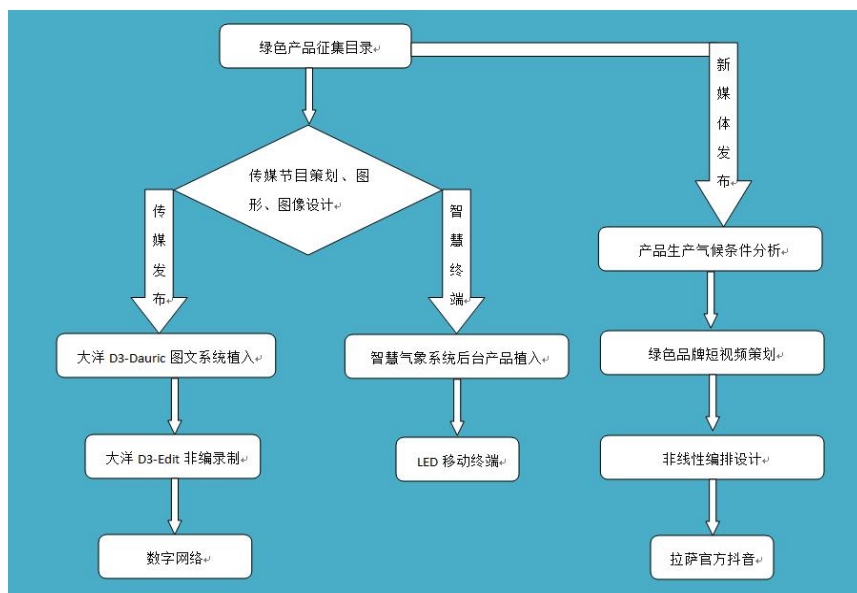 绿色产品征集目录
新媒体发布
传媒节目策划、图
形、图像设计
传媒发布
智慧终端
产品生产气候条件分析
大洋 D3-Dauric 图文系统植入
智慧气象系统后台产品植入
绿色品牌短视频策划
大洋 D3-Edit 非编录制
LED 移动终端
非线性编排设计
数字网络
拉萨官方抖音